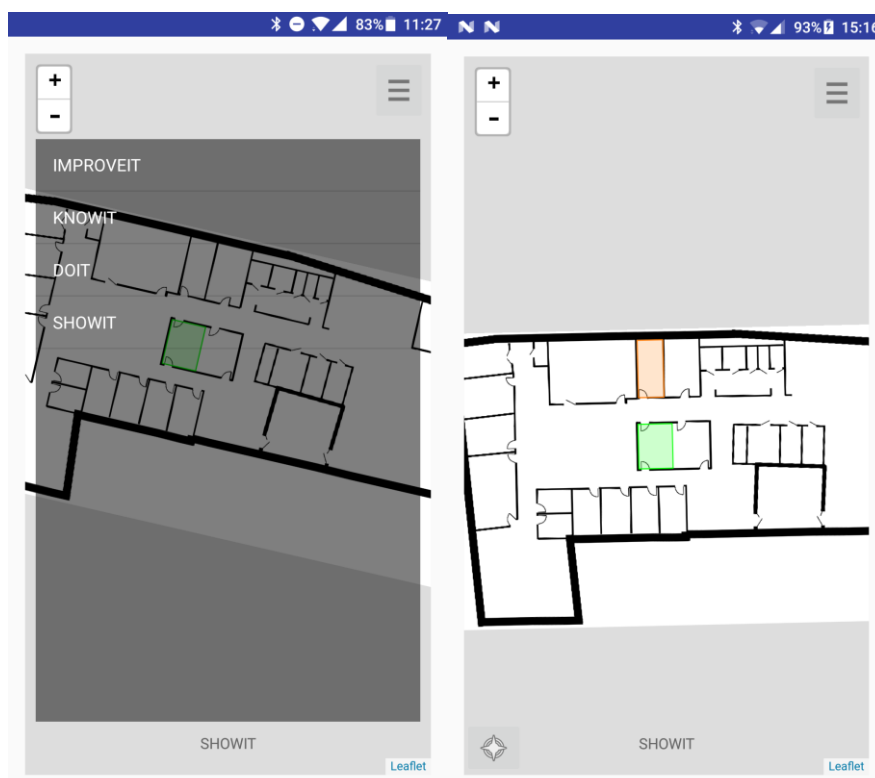 83% 11:27
+
-
IMPROVEIT
KNOWIT
DOIT
SHOWIT
SHOWIT
Leaflet
93% 15:16
+
-
SHOWIT
Leaflet